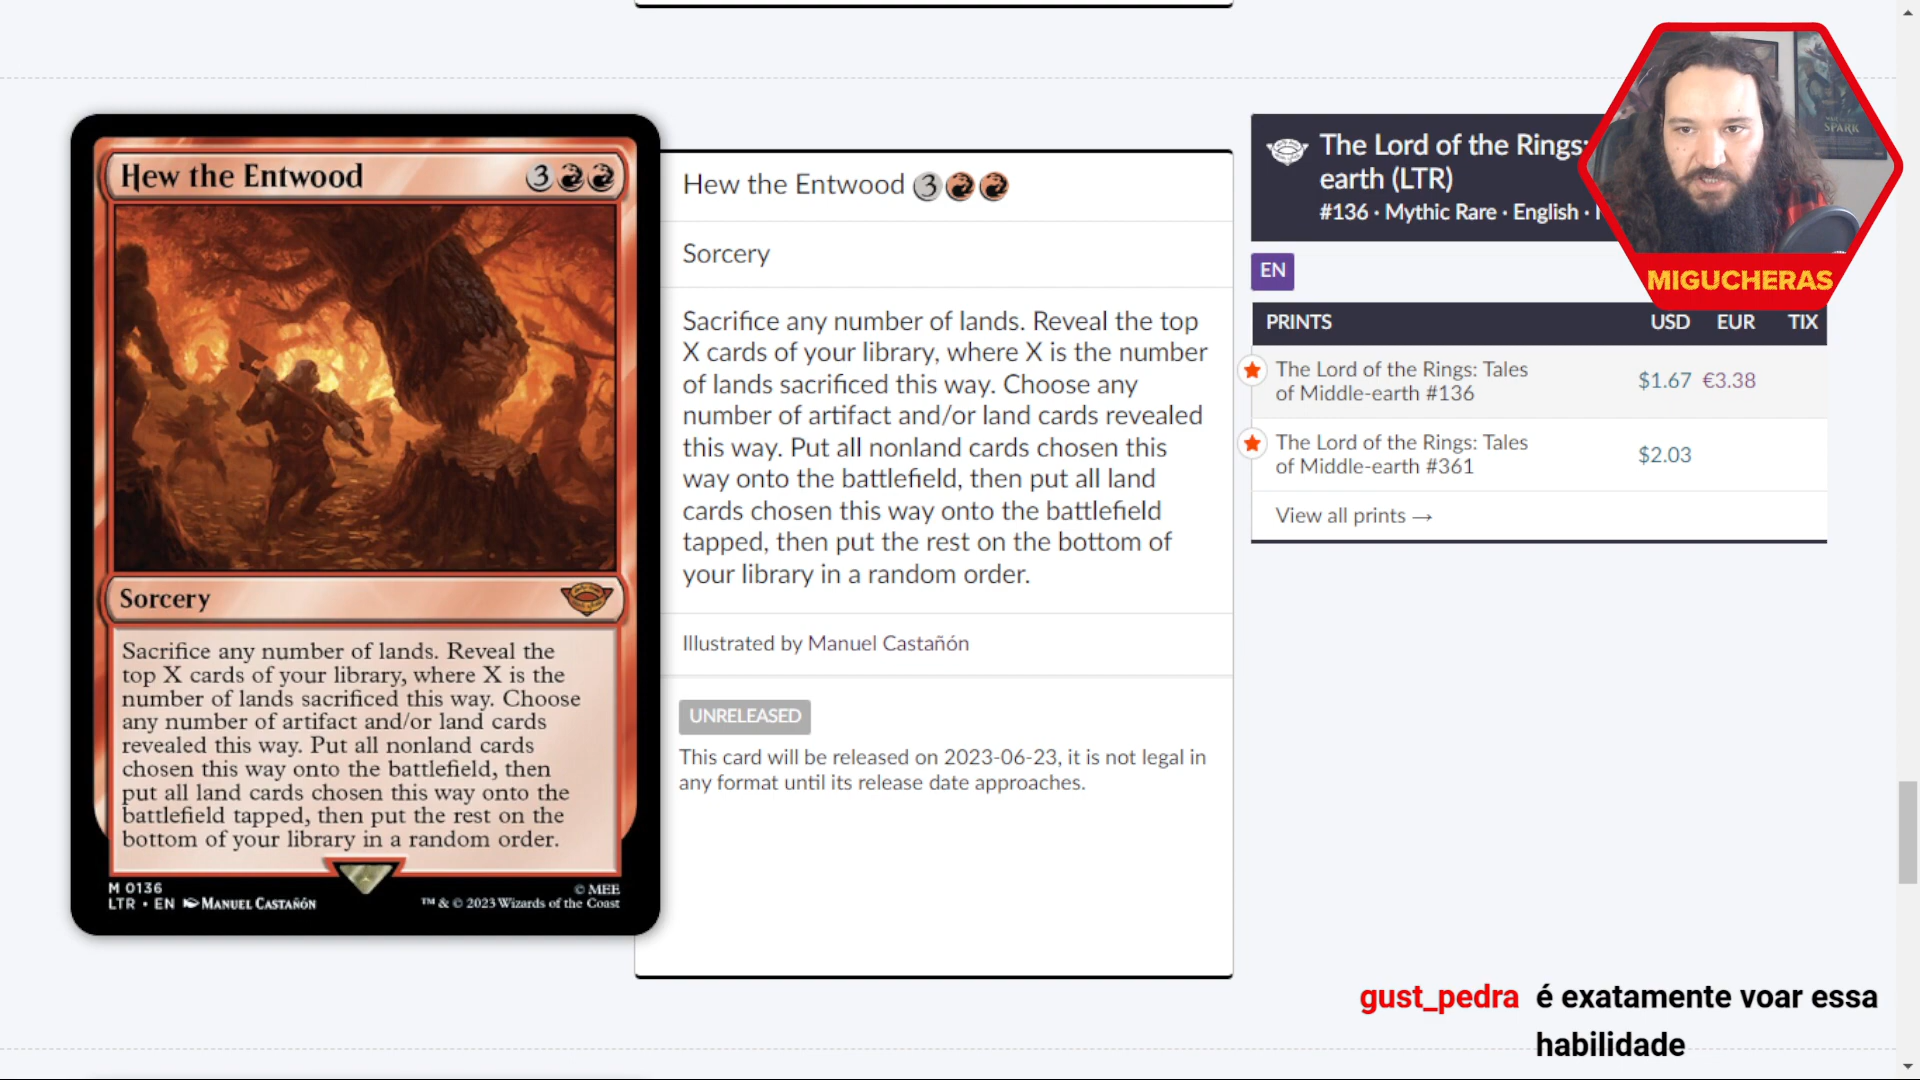 Hew the Entwood 3
Sorcery
Sacrifice any number of lands. Reveal the
top X cards of your library, where X is the
number of lands sacrificed this way. Choose
any number of artifact and/or land cards
revealed this way. Put all nonland cards
chosen this way onto the battlefield, then
put all land cards chosen this way onto the
battlefield tapped, then put the rest on the
bottom of your library in a random order.
M 0136
LTR • EN Manuel Castañón
© MEE
™ & © 2023 Wizards of the Coast
Hew the Entwood 3
Sorcery
Sacrifice any number of lands. Reveal the top
X cards of your library, where X is the number
of lands sacrificed this way. Choose any
number of artifact and/or land cards revealed
this way. Put all nonland cards chosen this
way onto the battlefield, then put all land
cards chosen this way onto the battlefield
tapped, then put the rest on the bottom of
your library in a random order.
Illustrated by Manuel Castañón
UNRELEASED
This card will be released on 2023-06-23, it is not legal in
any format until its release date approaches.
The Lord of the Rings:
earth (LTR)
#136 · Mythic Rare · English ·
EN
PRINTS USD EUR TIX
The Lord of the Rings: Tales
of Middle-earth #136
$1.67 €3.38
The Lord of the Rings: Tales
of Middle-earth #361
$2.03
View all prints →
SPARK
MIGUCHERAS
gust_pedra é exatamente voar essa
habilidade